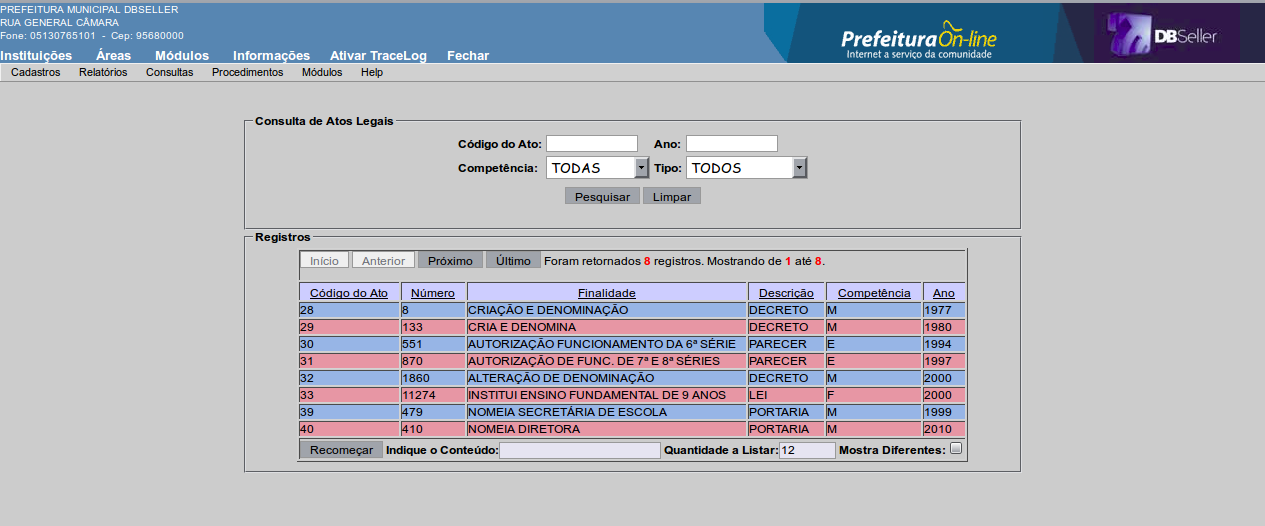 PREFEITURA MUNICIPAL DBSELLER
RUA GENERAL CÂMARA
Fone: 05130765101 - Cep: 95680000
PrefeituraOn-line
Internet a serviço da comunidade
DBSeller
Instituições Áreas Módulos Informações Ativar TraceLog Fechar
Cadastros Relatórios Consultas Procedimentos Módulos Help
Consulta de Atos Legais
Código do Ato: Ano:
Competência: TODAS Tipo: TODOS
Pesquisar Limpar
Registros
Início Anterior Próximo Último Foram retornados 8 registros. Mostrando de 1 até 8.
Código do Ato Número Finalidade Descrição Competência Ano
28 8 CRIAÇÃO E DENOMINAÇÃO DECRETO M 1977
29 133 CRIA E DENOMINA DECRETO M 1980
30 551 AUTORIZAÇÃO FUNCIONAMENTO DA 6ª SÉRIE PARECER E 1994
31 870 AUTORIZAÇÃO DE FUNC. DE 7ª E 8ª SÉRIES PARECER E 1997
32 1860 ALTERAÇÃO DE DENOMINAÇÃO DECRETO M 2000
33 11274 INSTITUI ENSINO FUNDAMENTAL DE 9 ANOS LEI F 2000
39 479 NOMEIA SECRETÁRIA DE ESCOLA PORTARIA M 1999
40 410 NOMEIA DIRETORA PORTARIA M 2010
Recomeçar Indique o Conteúdo: Quantidade a Listar: 12 Mostra Diferentes: